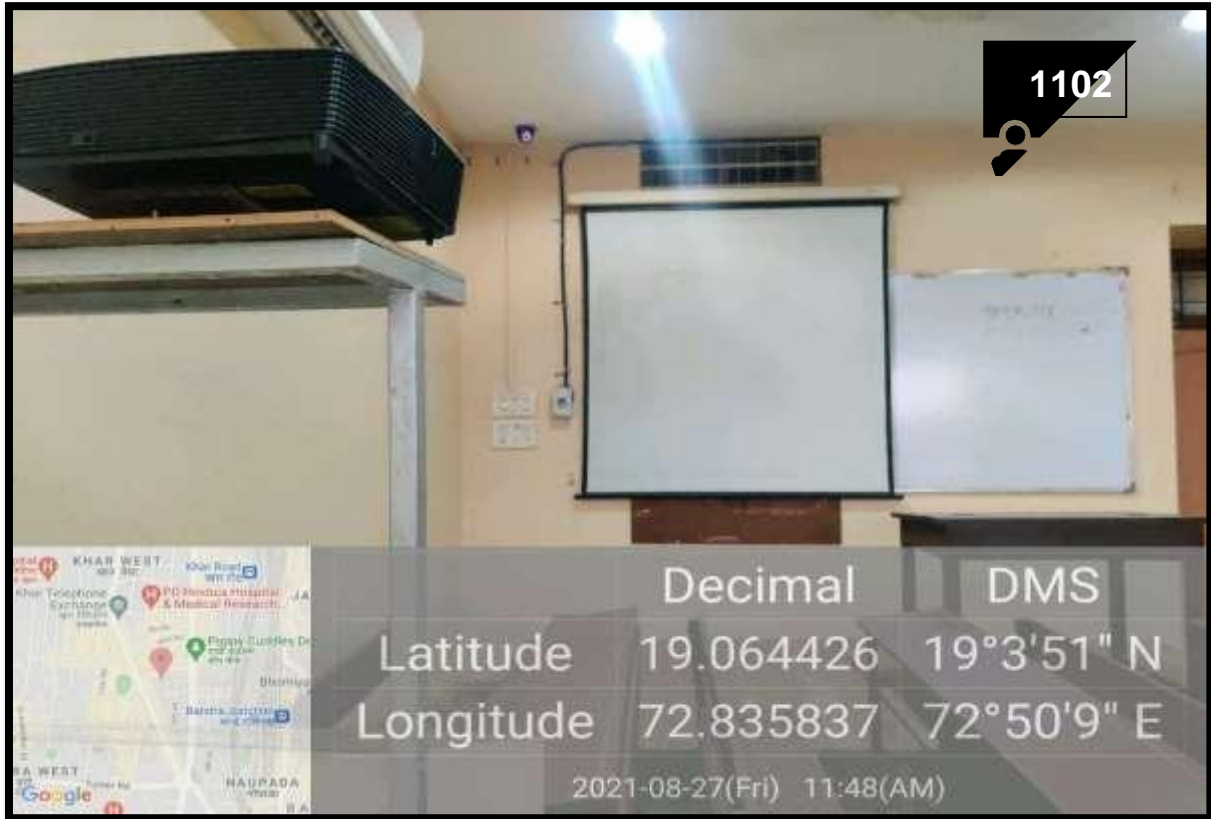 1102
KHAR WEST
Khar Road
Khar Telephone
Exchange
PD Hinduja Hospital
& Medical Research..
NAUPADA
Google
Decimal DMS
Latitude 19.064426 19°3'51" N
Longitude 72.835837 72°50'9" E
2021-08-27(Fri) 11:48(AM)